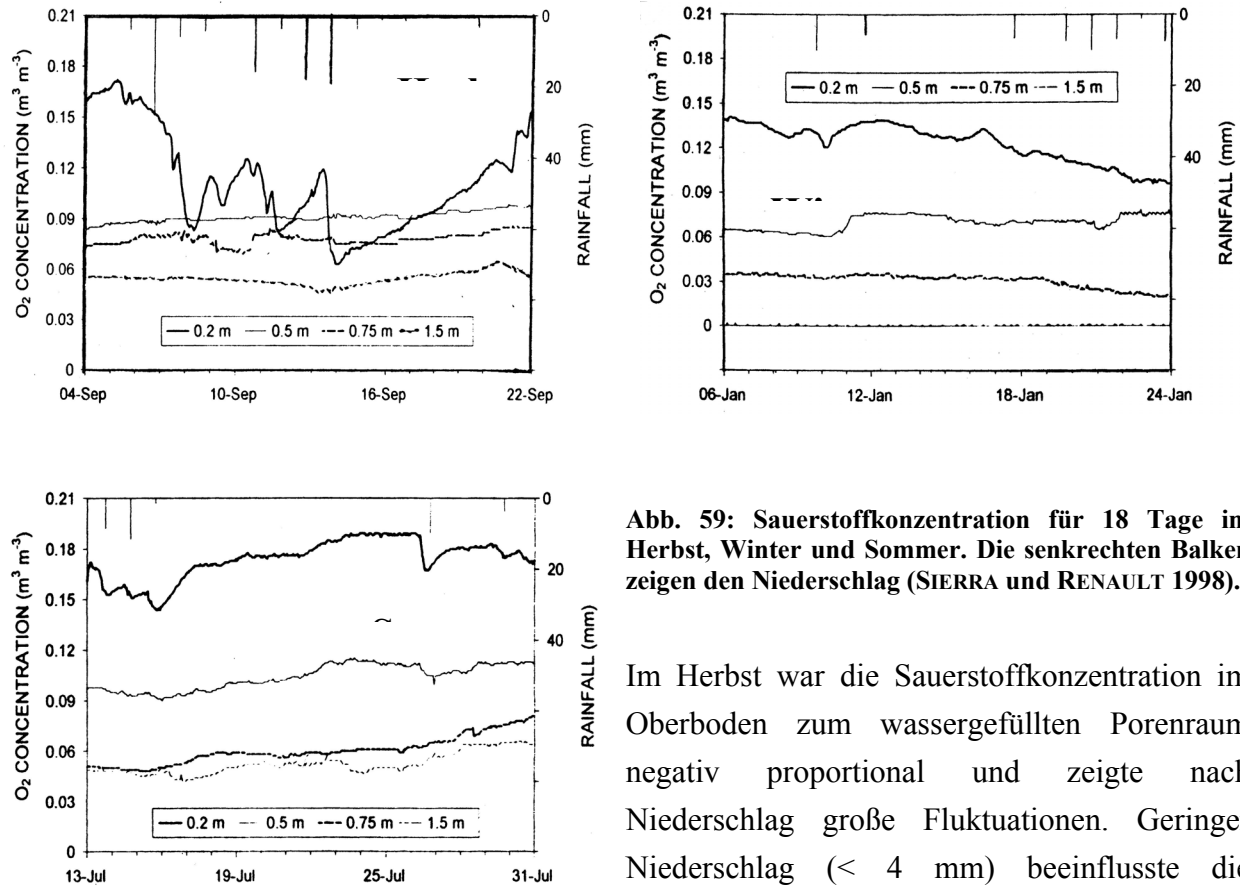 0.21
0.18
0.15
0.12
0.09
0.06
0.03
0
O₂ CONCENTRATION (m³ m⁻³)
0
20
40
RAINFALL (mm)
0.2 m 0.5 m 0.75 m 1.5 m
04-Sep 10-Sep 16-Sep 22-Sep
0.21
0.18
0.15
0.12
0.09
0.06
0.03
0
O₂ CONCENTRATION (m³ m⁻³)
0
20
40
RAINFALL (mm)
0.2 m 0.5 m 0.75 m 1.5 m
06-Jan 12-Jan 18-Jan 24-Jan
0.21
0.18
0.15
0.12
0.09
0.06
0.03
0
O₂ CONCENTRATION (m³ m⁻³)
0
20
40
RAINFALL (mm)
0.2 m 0.5 m 0.75 m 1.5 m
13-Jul 19-Jul 25-Jul 31-Jul
Abb. 59: Sauerstoffkonzentration für 18 Tage
Herbst, Winter und Sommer. Die senkrechten
zeigen den Niederschlag (SIERRA und RENAULT 1998).
Im Herbst war die Sauerstoffkonzentration
Oberboden zum wassergefüllten Porenraum
negativ proportional und zeigte
Niederschlag große Fluktuationen.
Niederschlag (< 4 mm) beeinflusste